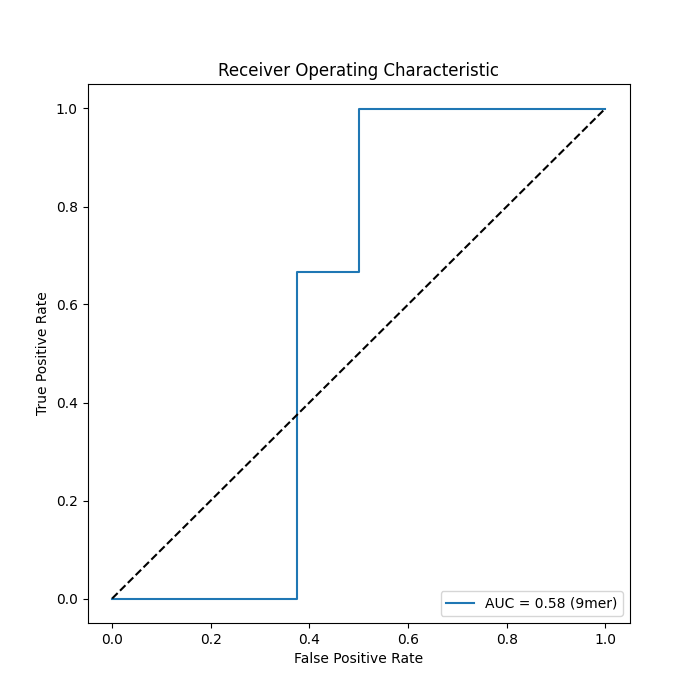 Receiver Operating Characteristic
1.0
0.8
0.6
0.4
0.2
0.0
True Positive Rate
AUC = 0.58 (9mer)
0.0 0.2 0.4 0.6 0.8 1.0
False Positive Rate